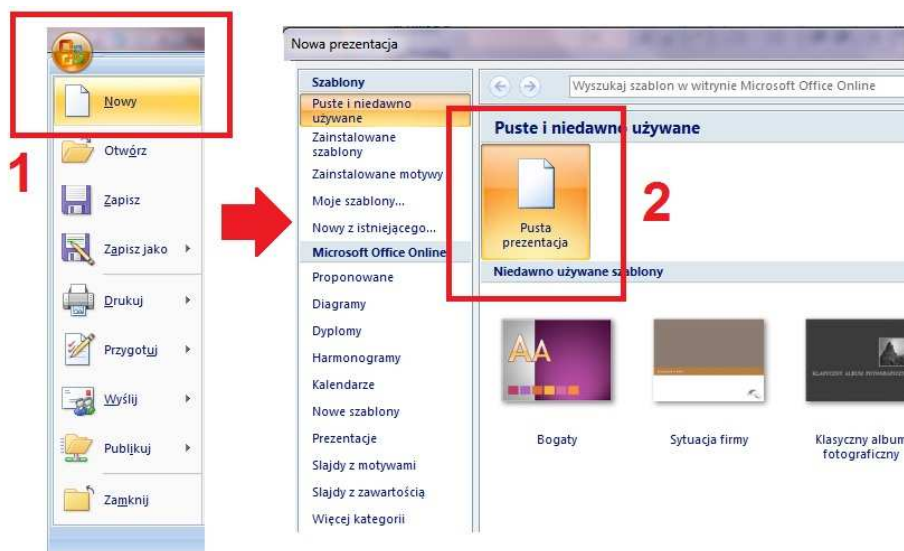 1
Nowy
Otwórz
Zapisz
Zapisz jako
Drukuj
Przygotuj
Wyślij
Publikuj
Zamknij
Nowa prezentacja
Szablony
Puste i niedawno
używane
Zainstalowane
szablony
Zainstalowane motywy
Moje szablony...
Nowy z istniejącego...
Microsoft Office Online
Proponowane
Diagramy
Dyplomy
Harmonogramy
Kalendarze
Nowe szablony
Prezentacje
Slajdy z motywami
Slajdy z zawartością
Więcej kategorii
Wyszukaj szablon w witrynie Microsoft Office Online
Puste i niedawno używane
2
Pusta
prezentacja
Niedawno używane szablony
AA
Bogaty
Sytuacja firmy
KLASYCZNY ALBUM
Klasyczny album
fotograficzny